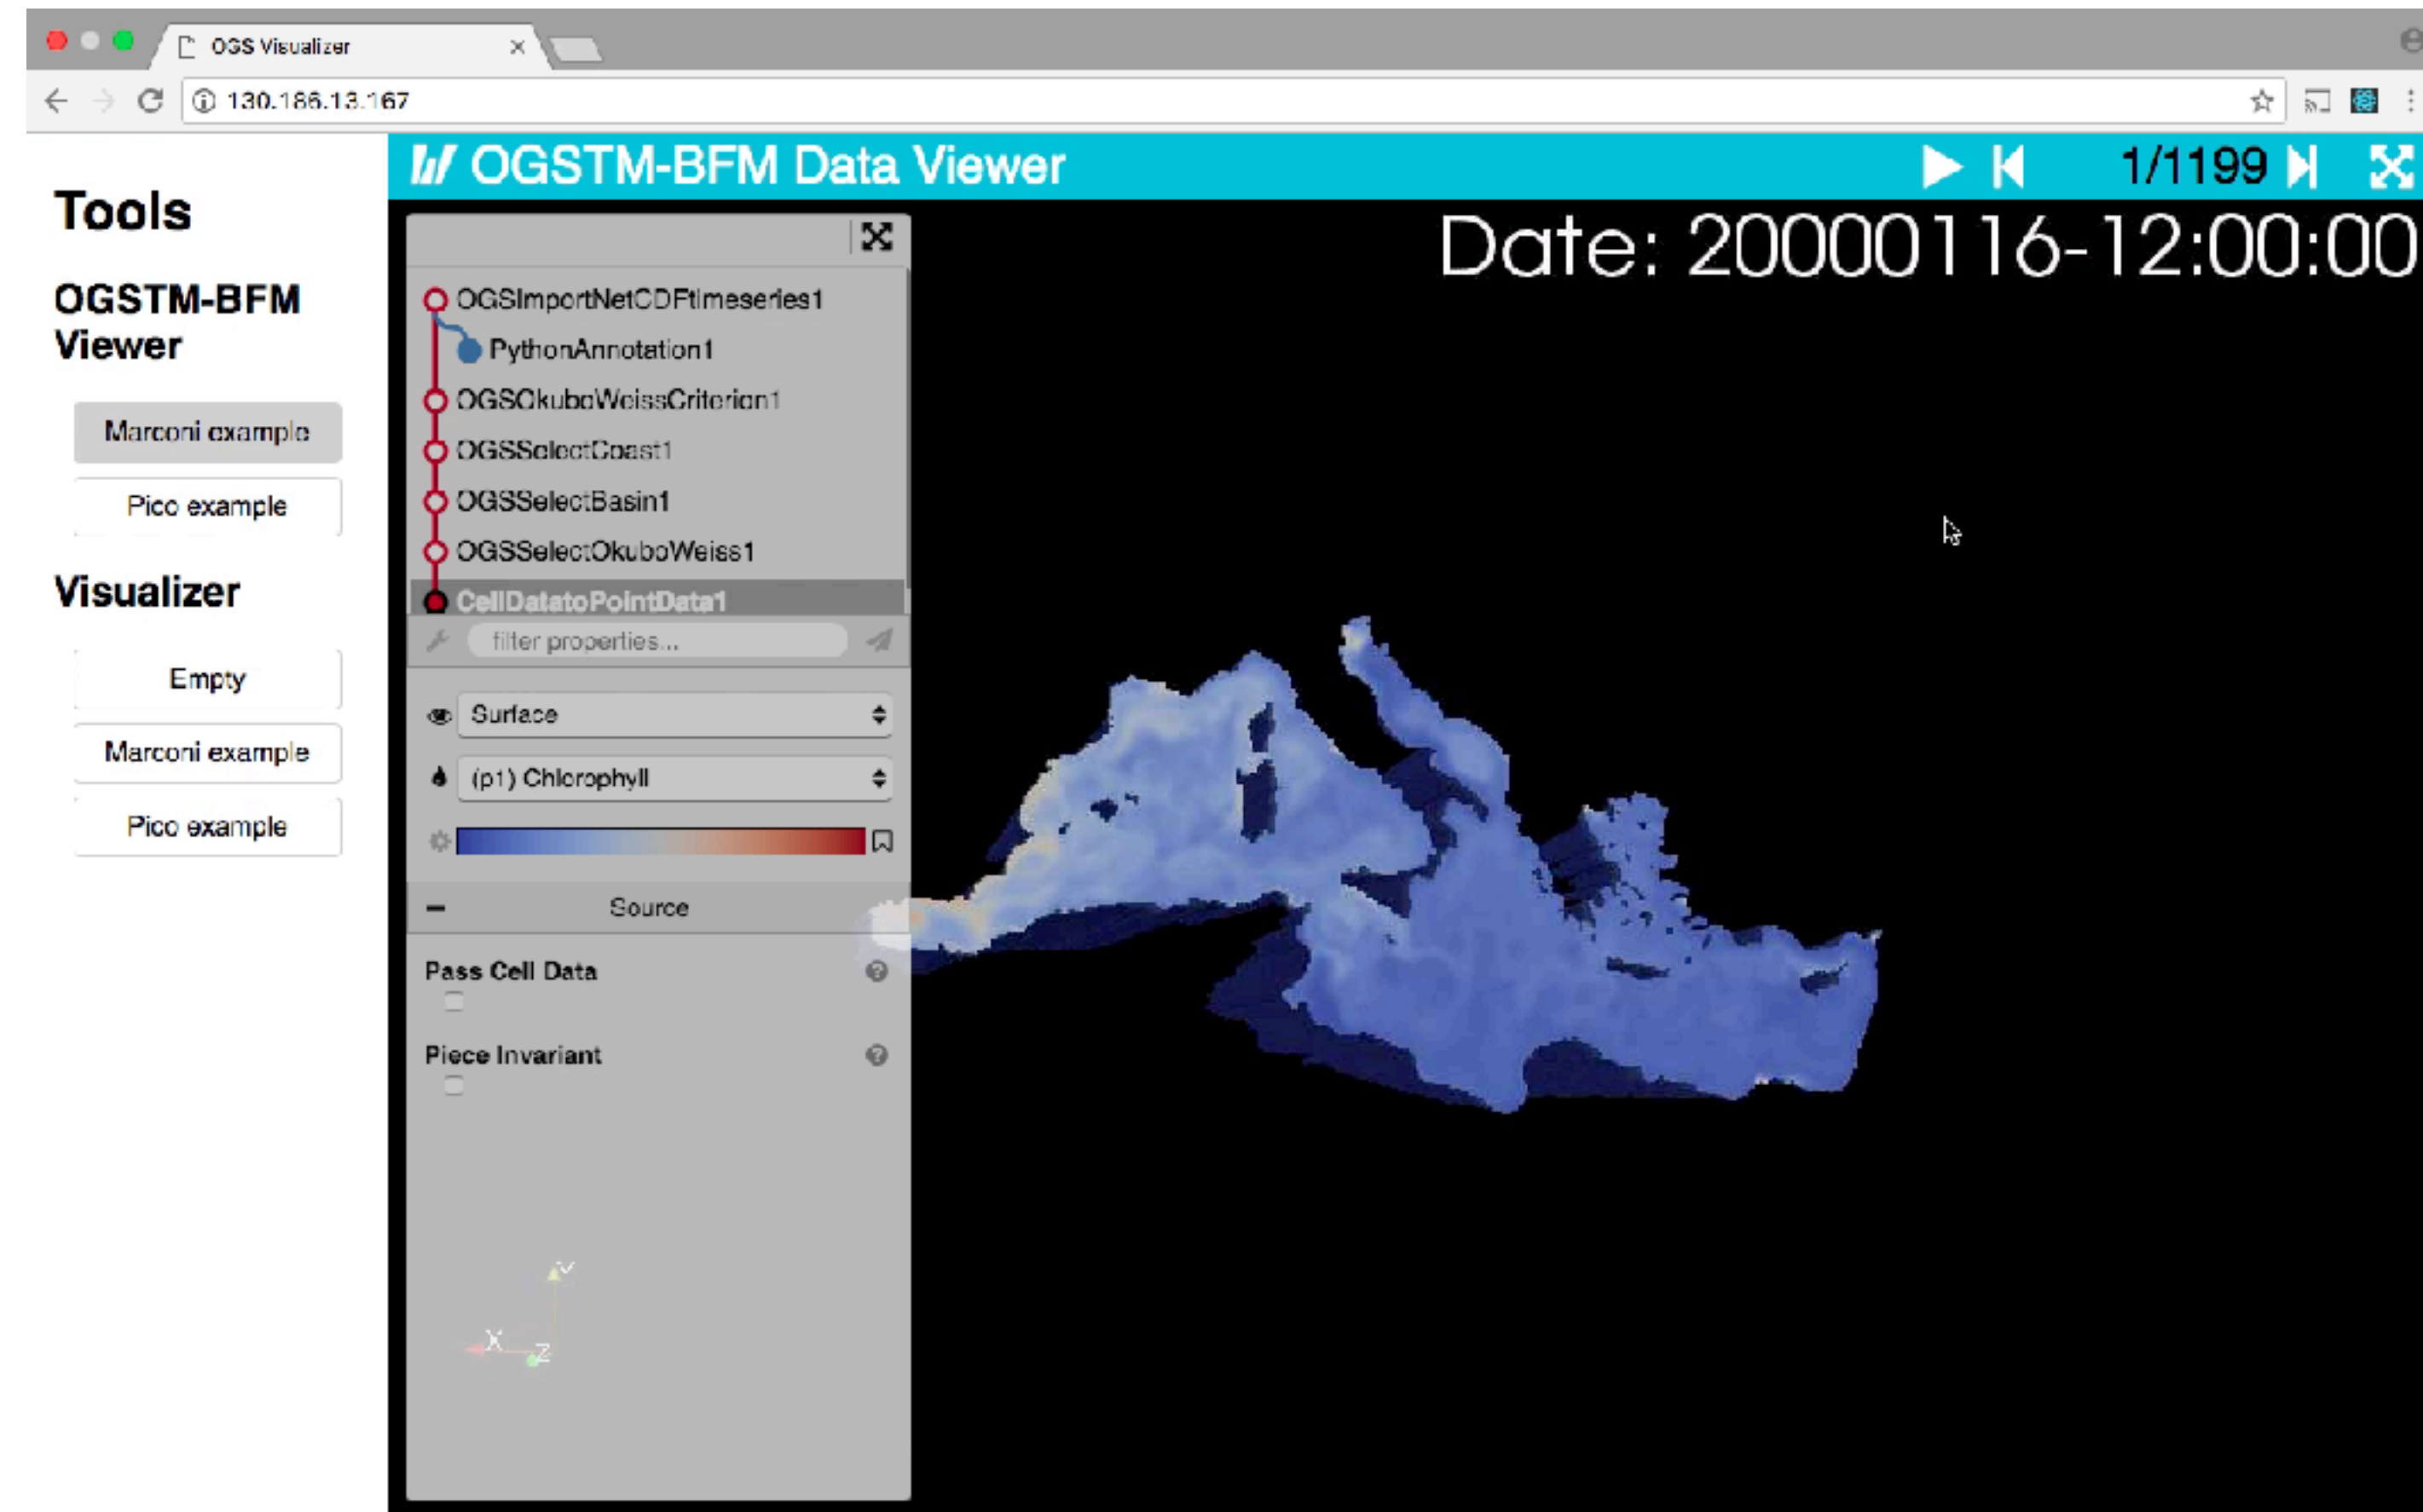 OGS Visualizer
130.186.13.167
Tools
OGSTM-BFM
Viewer
Marconi example
Pico example
Visualizer
Empty
Marconi example
Pico example
OGSTM-BFM Data Viewer
1/1199
Date: 20000116-12:00:00
OGSImportNetCDFtimeseries1
PythonAnnotation1
OGSOkuboWeissCriterion1
OGSSelectCoast1
OGSSelectBasin1
OGSSelectOkuboWeiss1
CellDatatoPointData1
filter properties...
Surface
(p1) Chlorophyll
Source
Pass Cell Data
Piece Invariant
Y
X
Z